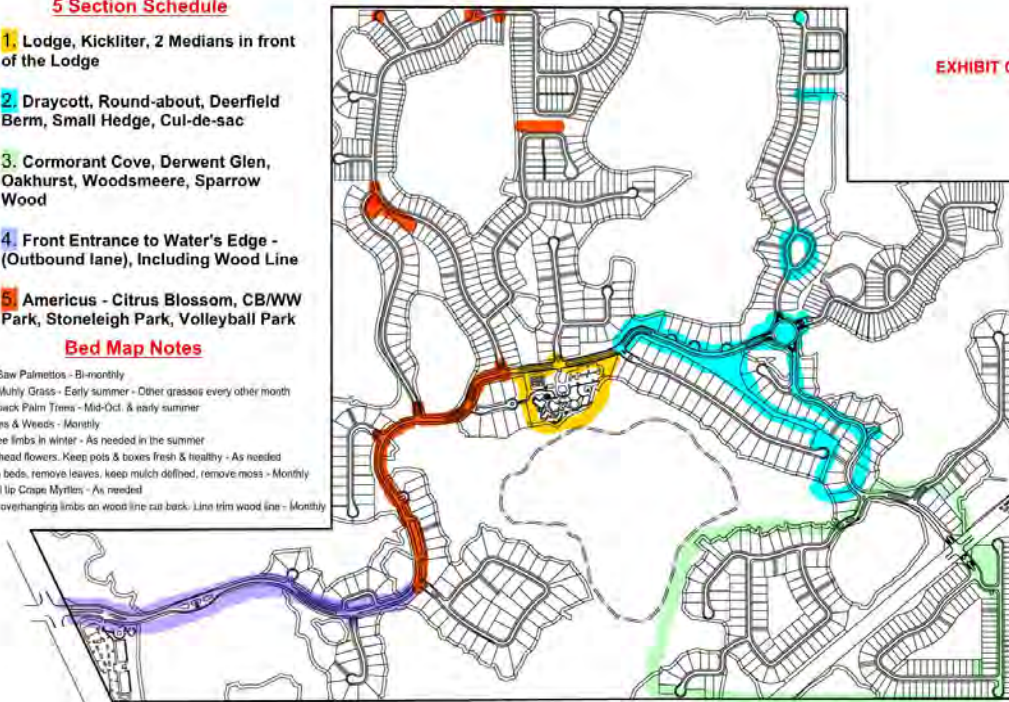 5 Section Schedule
1. Lodge, Kickliter, 2 Medians in front
of the Lodge
2. Draycott, Round-about, Deerfield
Berm, Small Hedge, Cul-de-sac
3. Cormorant Cove, Derwent Glen,
Oakhurst, Woodsmeere, Sparrow
Wood
4. Front Entrance to Water's Edge -
(Outbound lane), Including Wood Line
5. Americus - Citrus Blossom, CB/WW
Park, Stoneleigh Park, Volleyball Park
Bed Map Notes
Saw Palmettos - Bi-monthly
Muhly Grass - Early summer - Other grasses every other month
back Palm Trees - Mid-Oct. & early summer
& Weeds - Monthly
limbs in winter - As needed in the summer
head flowers. Keep pots & boxes fresh & healthy - As needed
beds, remove leaves, keep mulch defined, remove moss - Monthly
up Crape Myrtles - As needed
overhanging limbs on wood line cut back. Line trim wood line - Monthly
EXHIBIT